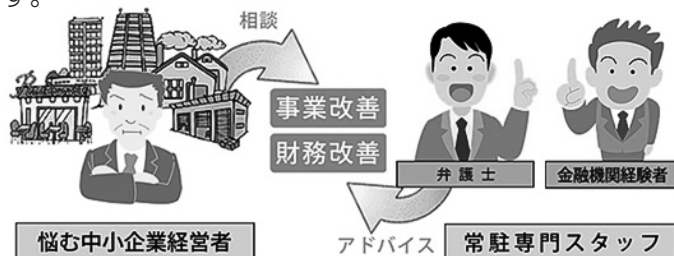 す。
相談
事業改善
財務改善
弁護士
金融機関経験者
悩む中小企業経営者
アドバイス
常駐専門スタッフ